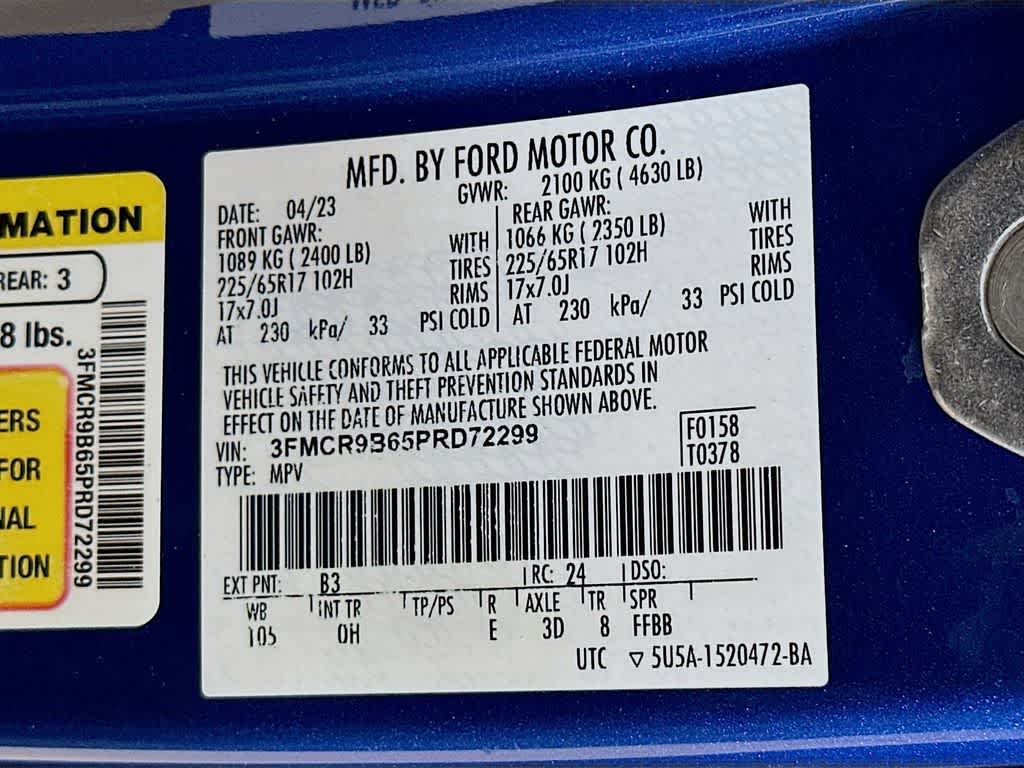 MATION
REAR: 3
8 lbs.
3FMCR9B65PRD72299
ERS
FOR
NAL
TION
MFD. BY FORD MOTOR CO.
DATE: 04/23 GVWR: 2100 KG ( 4630 LB)
FRONT GAWR: REAR GAWR:
1089 KG ( 2400 LB) WITH 1066 KG ( 2350 LB) WITH
225/65R17 102H TIRES 225/65R17 102H TIRES
17x7.0J RIMS 17x7.0J RIMS
AT 230 kPa/ 33 PSI COLD AT 230 kPa/ 33 PSI COLD
THIS VEHICLE CONFORMS TO ALL APPLICABLE FEDERAL MOTOR
VEHICLE SAFETY AND THEFT PREVENTION STANDARDS IN
EFFECT ON THE DATE OF MANUFACTURE SHOWN ABOVE.
VIN: 3FMCR9B65PRD72299 F0158
TYPE: MPV T0378
EXT PNT: B3 RC: 24 DSO:
WB INT TR TP/PS R AXLE TR SPR
105 OH E 3D 8 FFBB
UTC ▽ 5U5A-1520472-BA